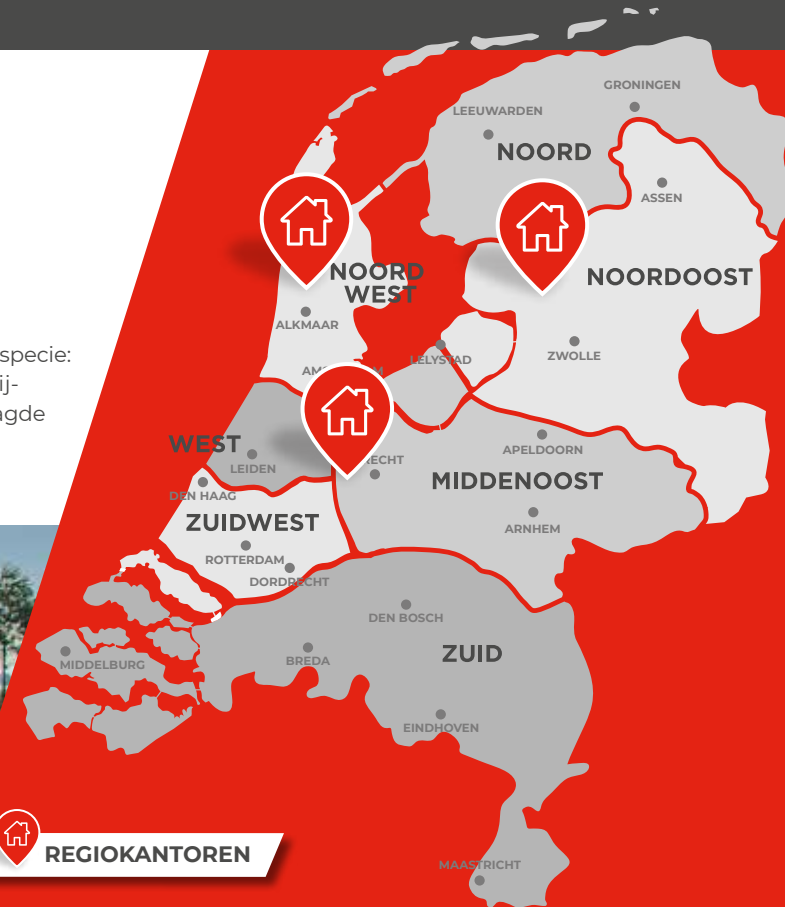 GRONINGEN
LEEUWARDEN
NOORD
ASSEN
NOORD
WEST
NOORDOOST
ALKMAAR
specie:
ij-
agde
LELYSTAD
ZWOLLE
WEST
LEIDEN
APELDOORN
MIDDENOOST
DEN HAAG
ZUIDWEST
ARNHEM
ROTTERDAM
DORDRECHT
DEN BOSCH
ZUID
BREDA
MIDDELBURG
EINDHOVEN
REGIOKANTOREN
MAASTRICHT